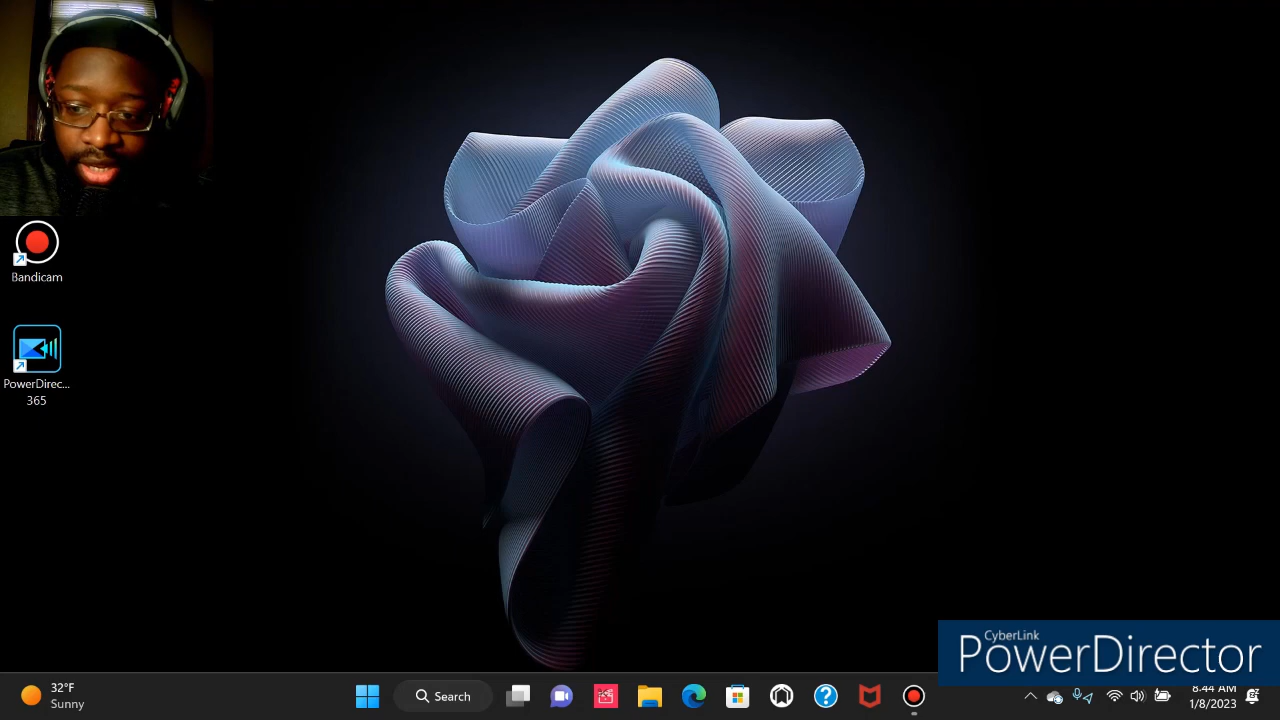 Bandicam
PowerDirec...
365
CyberLink
PowerDirector
32°F
Sunny
Search
8:44 AM
1/8/2023